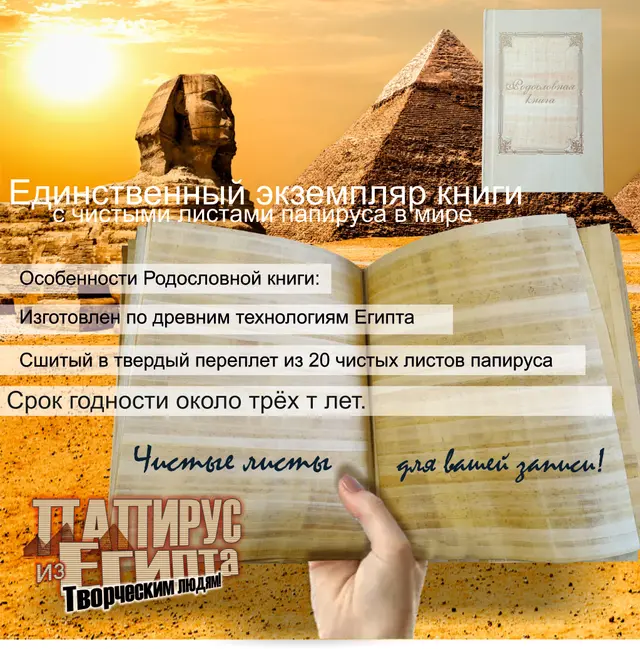 Родословная
книга
Единственный экземпляр книги
с чистыми листами папируса в мире.
Особенности Родословной книги:
Изготовлен по древним технологиям Египта
Сшитый в твердый переплет из 20 чистых листов папируса
Срок годности около трёх т лет.
Чистые листы для вашей записи!
ПАПИРУС
из Египта
Творческим людям!